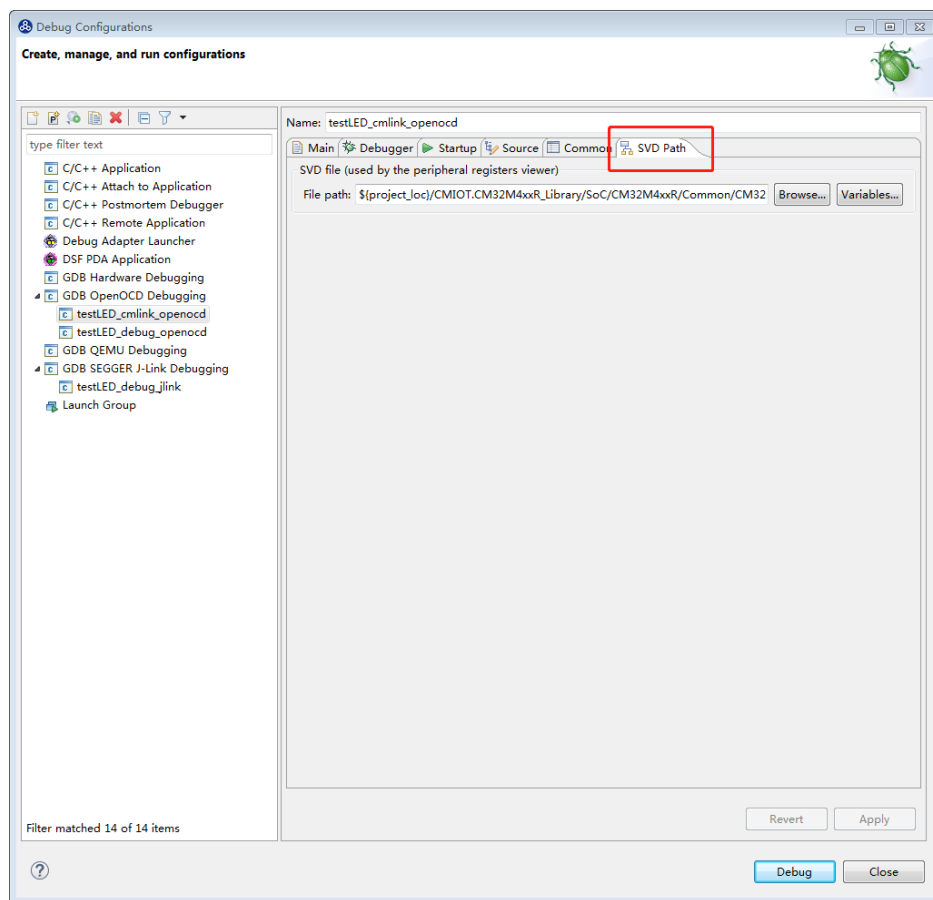 Debug Configurations
Create, manage, and run configurations
type filter text
C/C++ Application
C/C++ Attach to Application
C/C++ Postmortem Debugger
C/C++ Remote Application
Debug Adapter Launcher
DSF PDA Application
GDB Hardware Debugging
GDB OpenOCD Debugging
testLED_cmlink_openocd
testLED_debug_openocd
GDB QEMU Debugging
GDB SEGGER J-Link Debugging
testLED_debug_jlink
Launch Group
Filter matched 14 of 14 items
Name: testLED_cmlink_openocd
Main Debugger Startup Source Common SVD Path
SVD file (used by the peripheral registers viewer)
File path: ${project_loc}/CMIOT.CM32M4xxR_Library/SoC/CM32M4xxR/Common/CM32 Browse... Variables...
Revert Apply
Debug Close